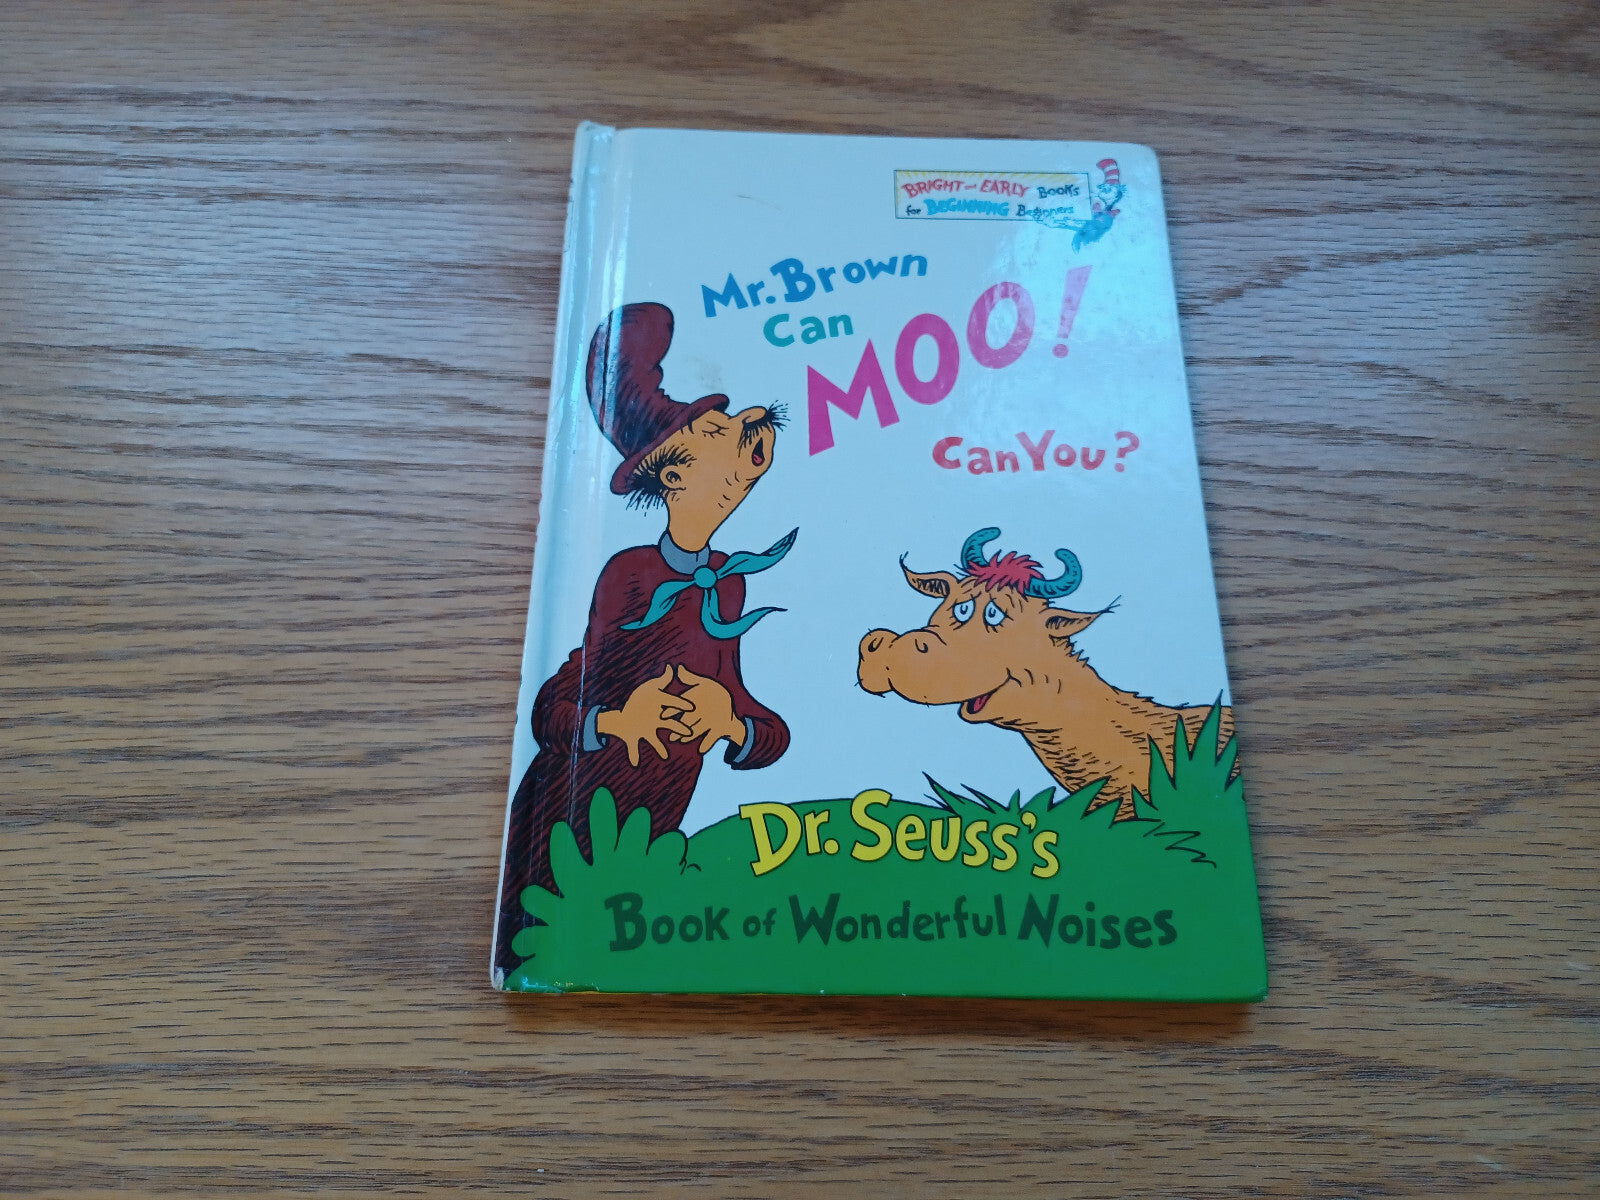 BRIGHT and EARLY Books
for BEGINNING Beginners
Mr. Brown
Can
MOO!
Can You?
Dr. Seuss's
Book of Wonderful Noises